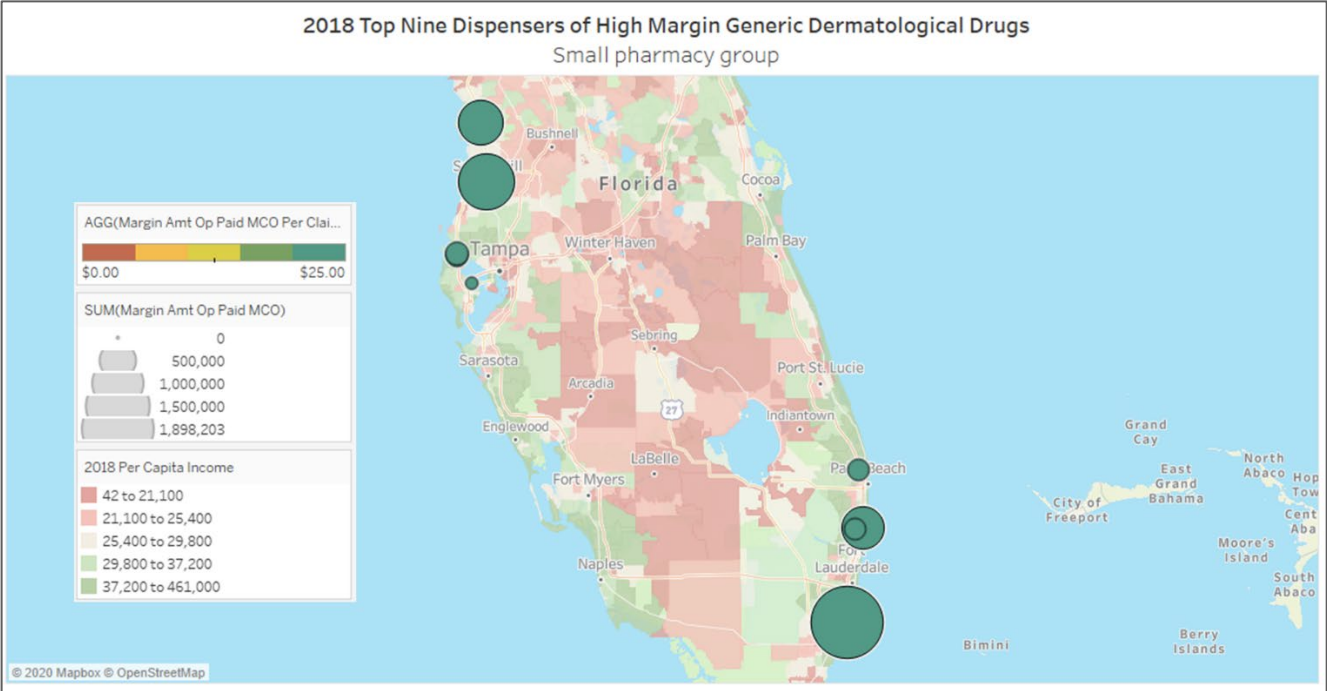 2018 Top Nine Dispensers of High Margin Generic Dermatological Drugs
Small pharmacy group
Bushnell
Florida
Cocoa
AGG(Margin Amt Op Paid MCO Per Clai...
$0.00
$25.00
Tampa
Winter Haven
Palm Bay
SUM(Margin Amt Op Paid MCO)
0
500,000
1,000,000
1,500,000
1,898,203
Sebring
Sarasota
Port St. Lucie
Arcadia
27
Indiantown
Englewood
Grand
Cay
2018 Per Capita Income
42 to 21,100
21,100 to 25,400
25,400 to 29,800
29,800 to 37,200
37,200 to 461,000
LaBelle
Beach
Fort Myers
North
Abaco
Hop
Tow
East
Grand
Bahama
City of
Freeport
Cent
Aba
Moore's
Island
Lauderdale
Naples
South
Abaco
Bimini
Berry
Islands
© 2020 Mapbox © OpenStreetMap